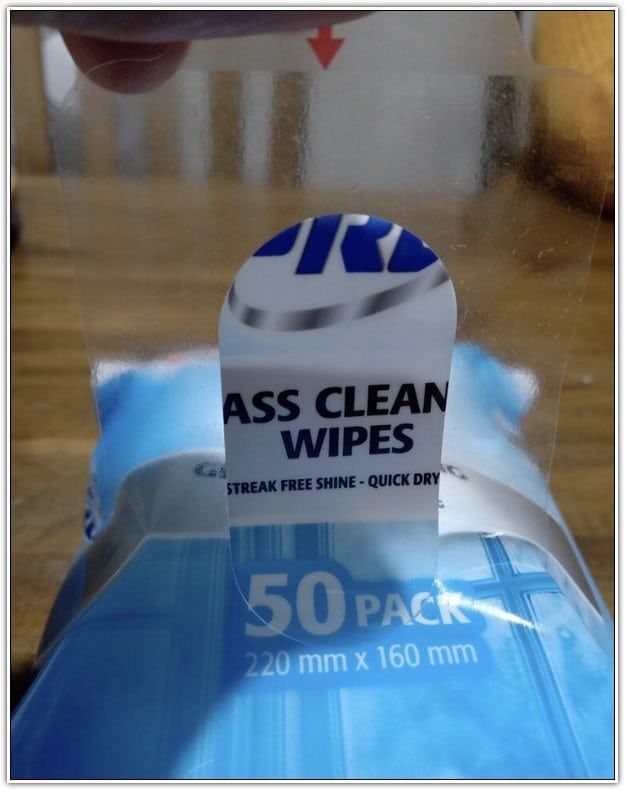 ASS CLEAN
WIPES
STREAK FREE SHINE - QUICK DRY
50 PACK
220 mm x 160 mm